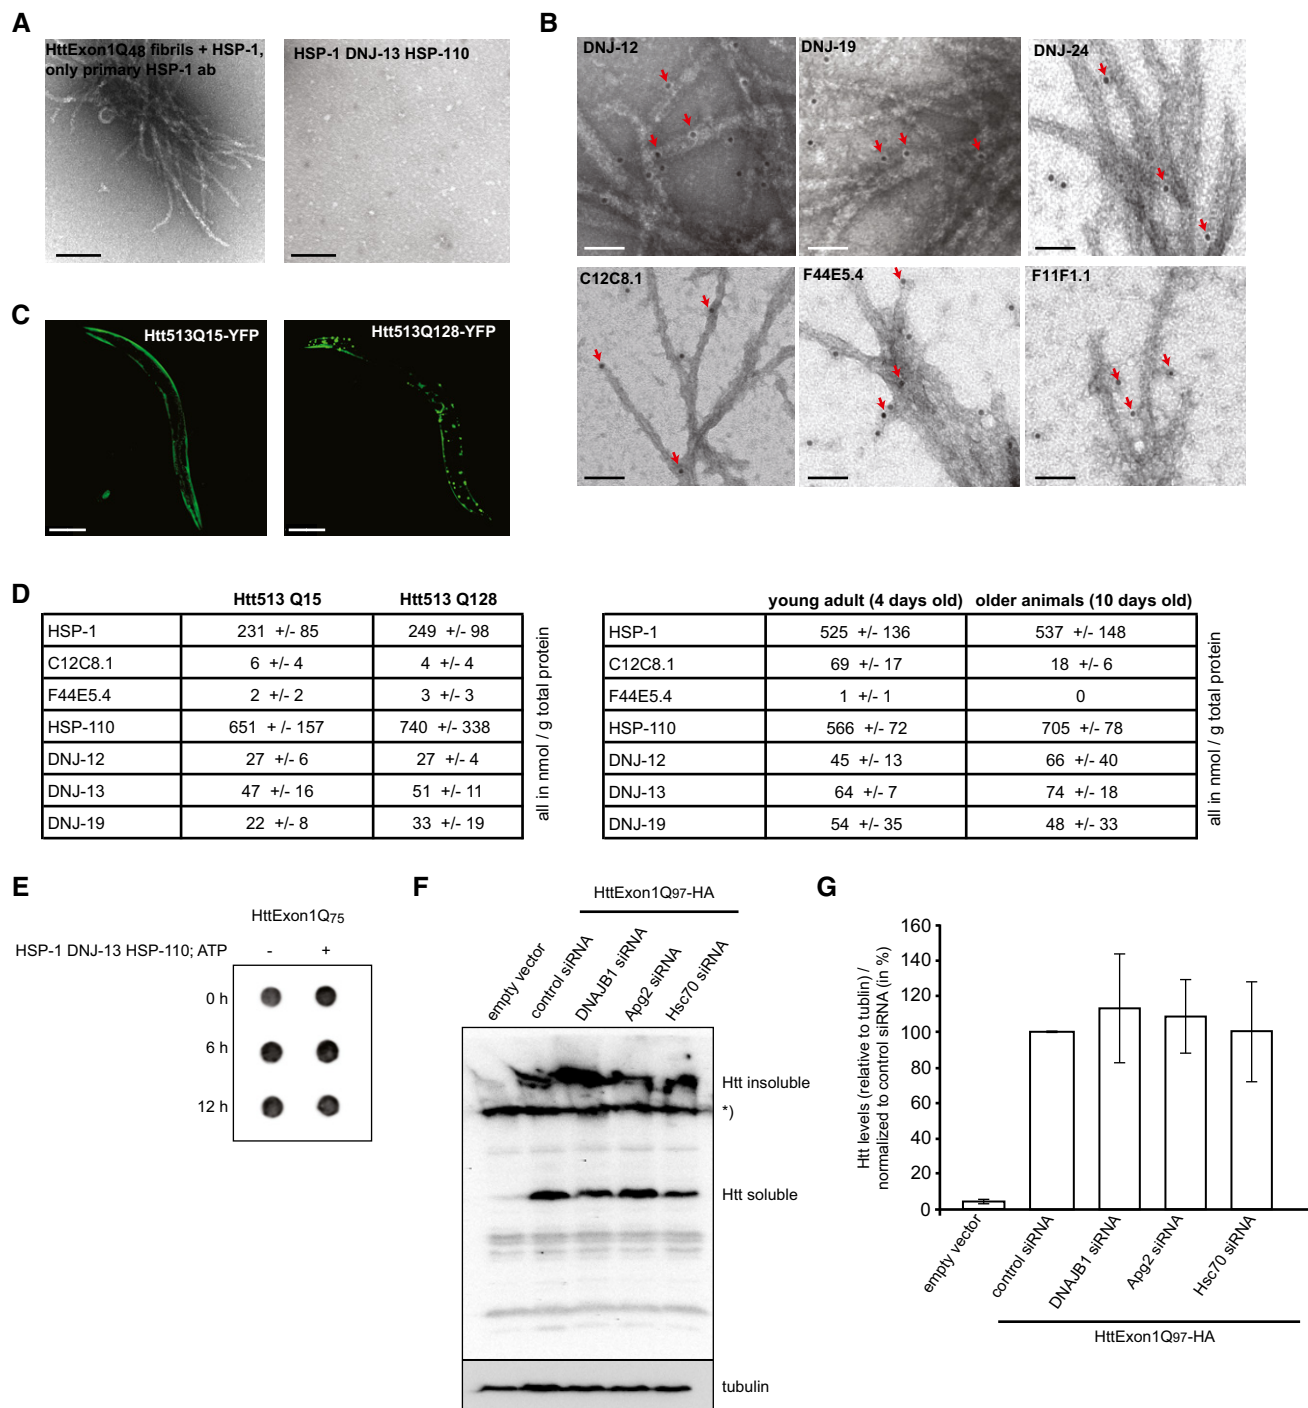 A
HttExon1Q48 fibrils + HSP-1,
only primary HSP-1 ab
HSP-1 DNJ-13 HSP-110
B
DNJ-12
DNJ-19
DNJ-24
C12C8.1
F44E5.4
F11F1.1
C
Htt513Q15-YFP
Htt513Q128-YFP
D
Htt513 Q15 Htt513 Q128
HSP-1 231 +/- 85 249 +/- 98
C12C8.1 6 +/- 4 4 +/- 4
F44E5.4 2 +/- 2 3 +/- 3
HSP-110 651 + /- 157 740 +/- 338
DNJ-12 27 +/- 6 27 +/- 4
DNJ-13 47 +/- 16 51 +/- 11
DNJ-19 22 +/- 8 33 +/- 19
all in nmol / g total protein
young adult (4 days old) older animals (10 days old)
HSP-1 525 +/- 136 537 +/- 148
C12C8.1 69 +/- 17 18 +/- 6
F44E5.4 1 +/- 1 0
HSP-110 566 +/- 72 705 +/- 78
DNJ-12 45 +/- 13 66 +/- 40
DNJ-13 64 +/- 7 74 +/- 18
DNJ-19 54 +/- 35 48 +/- 33
all in nmol / g total protein
E
HttExon1Q75
HSP-1 DNJ-13 HSP-110; ATP - +
0 h
6 h
12 h
F
HttExon1Q97-HA
empty vector
control siRNA
DNAJB1 siRNA
Apg2 siRNA
Hsc70 siRNA
Htt insoluble
*)
Htt soluble
tubulin
G
Htt levels (relative to tublin) /
normalized to control siRNA (in %)
160
140
120
100
80
60
40
20
0
empty vector
control siRNA
DNAJB1 siRNA
Apg2 siRNA
Hsc70 siRNA
HttExon1Q97-HA